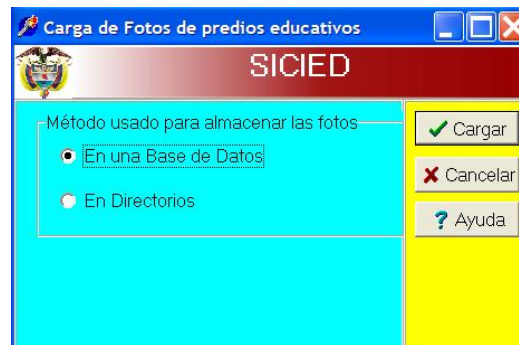 Carga de Fotos de predios educativos
SICIED
Método usado para almacenar las fotos
En una Base de Datos
En Directorios
Cargar
Cancelar
? Ayuda